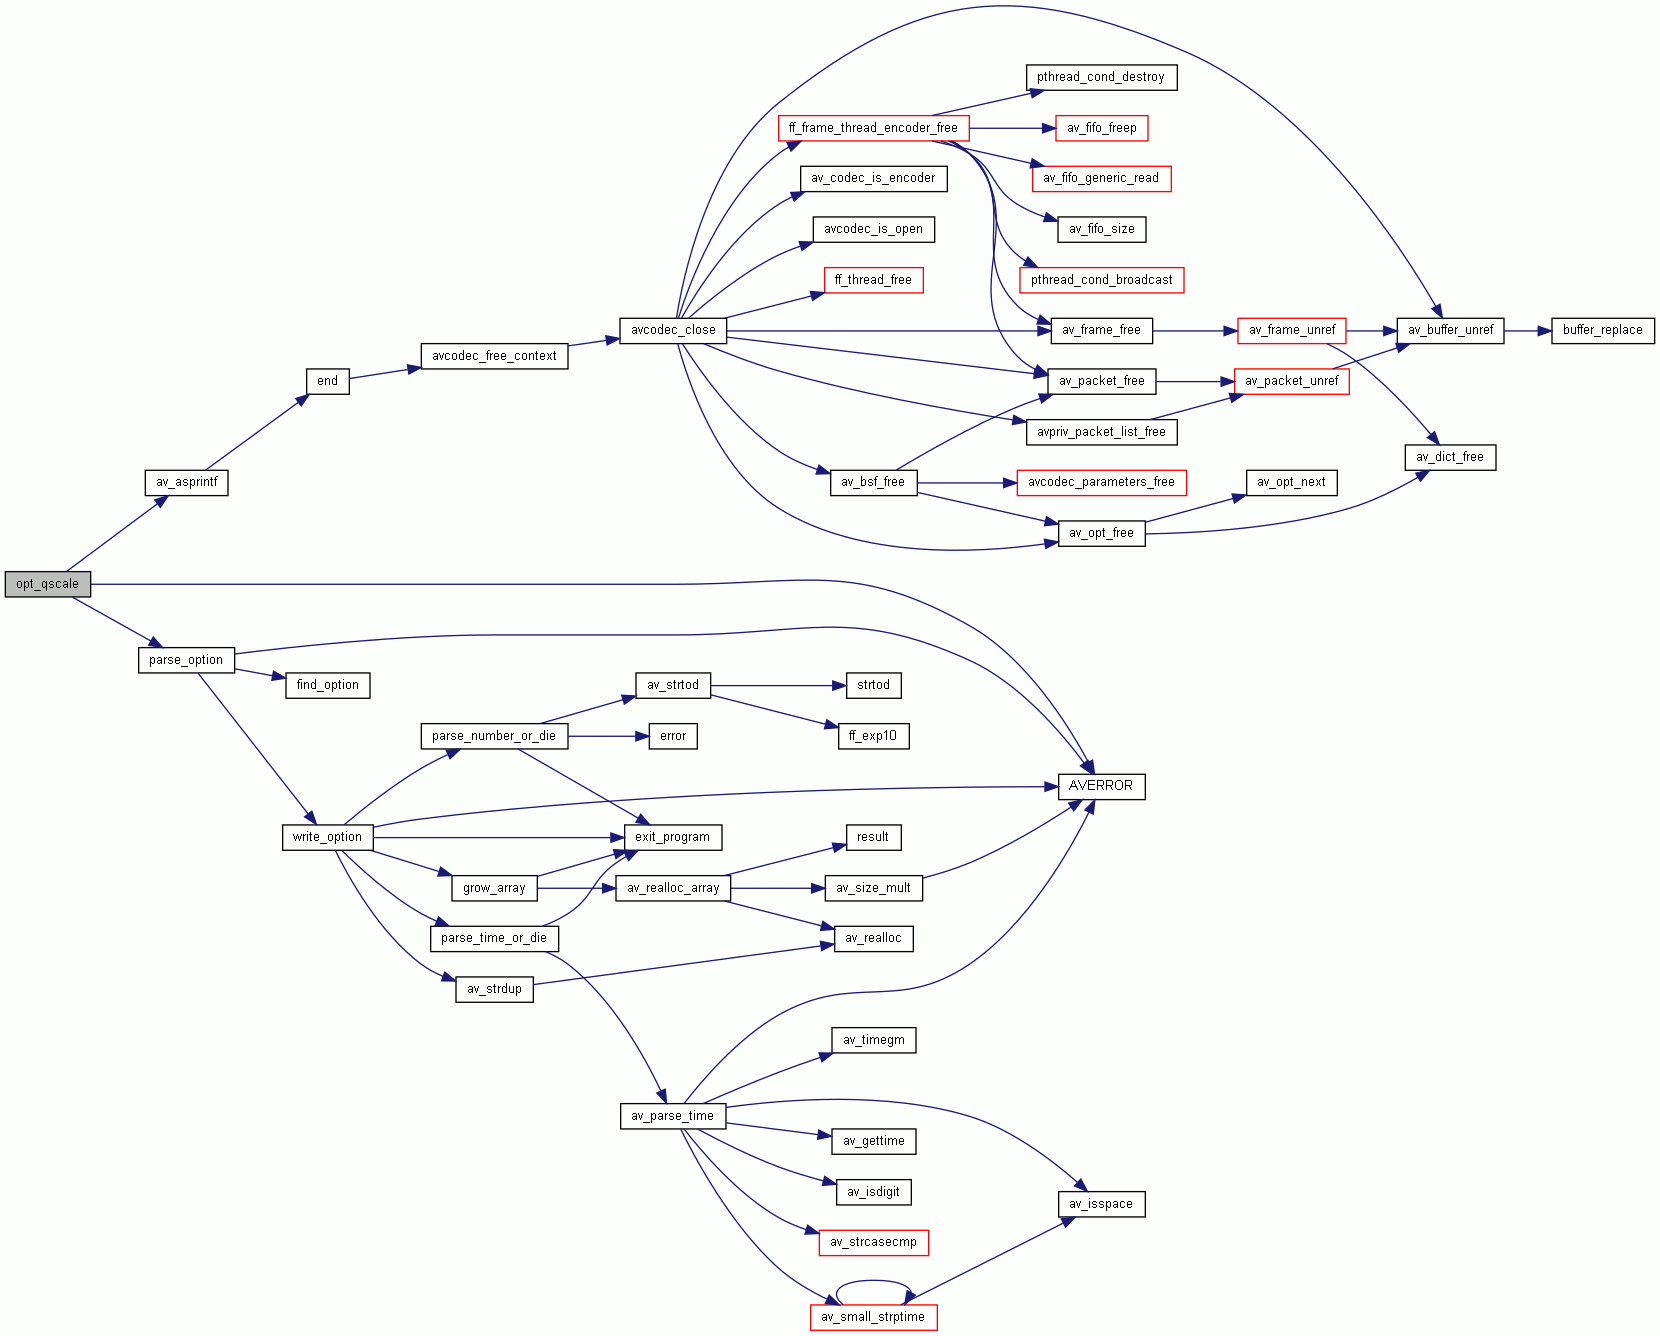 pthread_cond_destroy
ff_frame_thread_encoder_free
av_fifo_freep
av_codec_is_encoder
av_fifo_generic_read
avcodec_is_open
av_fifo_size
ff_thread_free
pthread_cond_broadcast
avcodec_close
av_frame_free
av_frame_unref
av_buffer_unref
buffer_replace
avcodec_free_context
end
av_packet_free
av_packet_unref
avpriv_packet_list_free
av_dict_free
av_asprintf
av_bsf_free
avcodec_parameters_free
av_opt_next
av_opt_free
opt_qscale
parse_option
find_option
av_strtod
strtod
parse_number_or_die
error
ff_exp10
AVERROR
write_option
exit_program
result
grow_array
av_realloc_array
av_size_mult
parse_time_or_die
av_realloc
av_strdup
av_timegm
av_parse_time
av_gettime
av_isdigit
av_isspace
av_strcasecmp
av_small_strptime